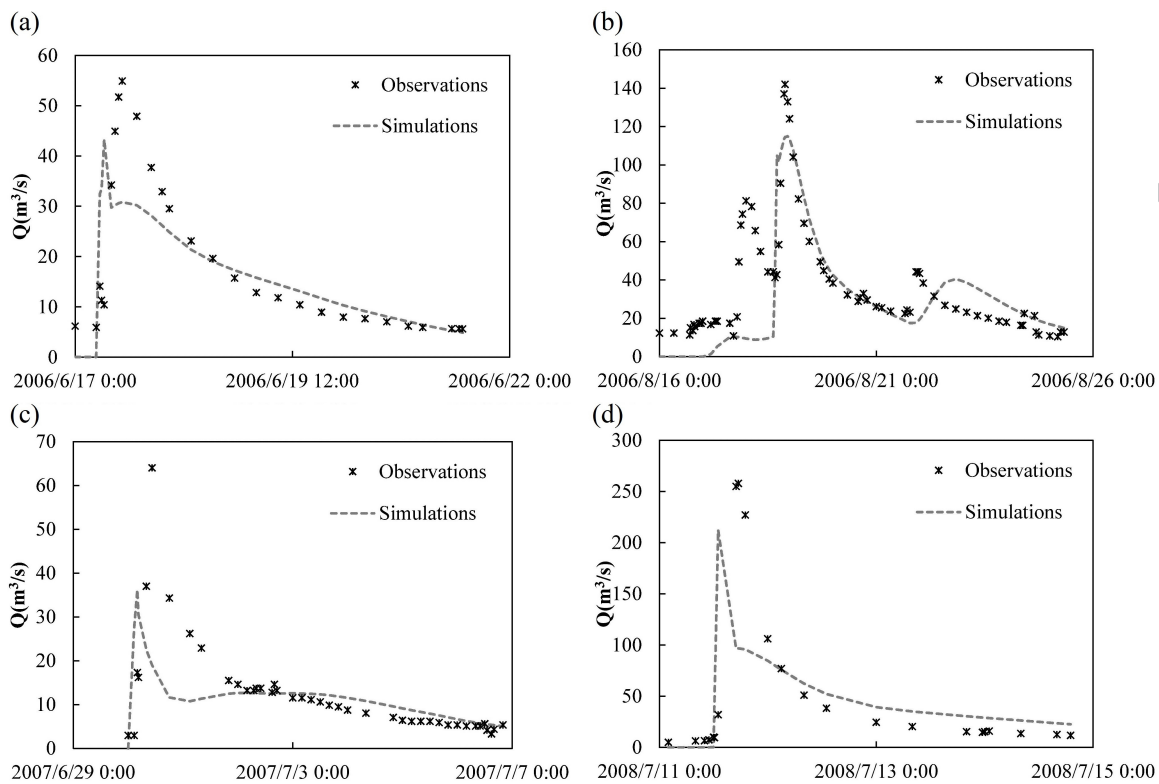 (a)
60
50
40
30
20
10
0
Q(m³/s)
Observations
Simulations
2006/6/17 0:00
2006/6/19 12:00
2006/6/22 0:00
(b)
160
140
120
100
80
60
40
20
0
Q(m³/s)
Observations
Simulations
2006/8/16 0:00
2006/8/21 0:00
2006/8/26 0:00
(c)
70
60
50
40
30
20
10
0
Q(m³/s)
Observations
Simulations
2007/6/29 0:00
2007/7/3 0:00
2007/7/7 0:00
(d)
300
250
200
150
100
50
0
Q(m³/s)
Observations
Simulations
2008/7/11 0:00
2008/7/13 0:00
2008/7/15 0:00